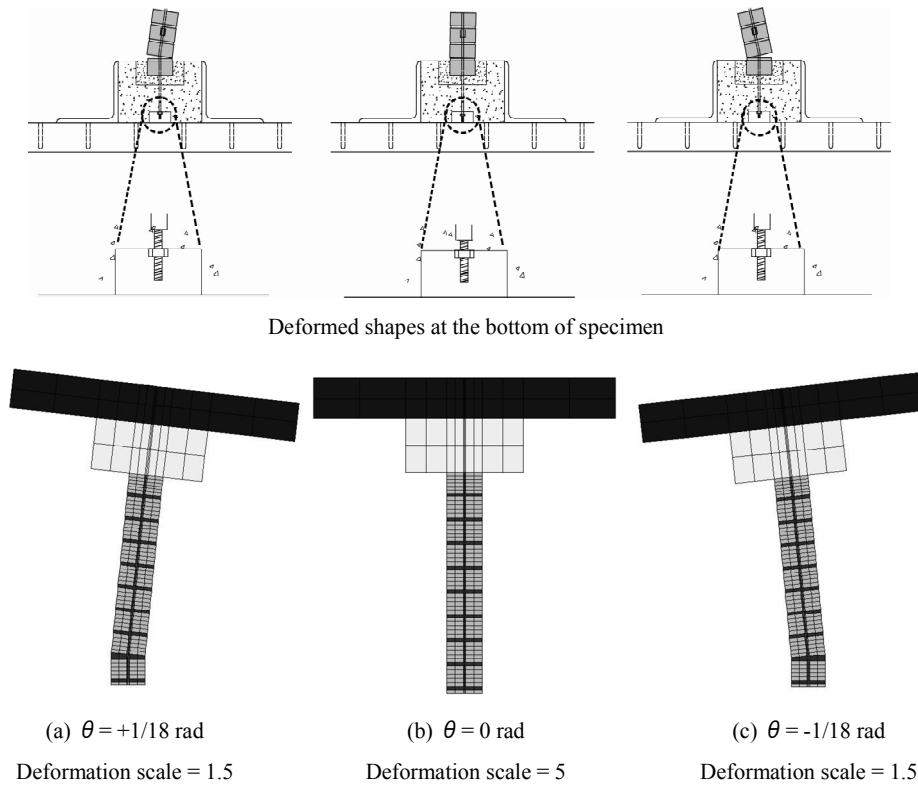 Deformed shapes at the bottom of specimen
(a) θ = +1/18 rad
(b) θ = 0 rad
(c) θ = -1/18 rad
Deformation scale = 1.5
Deformation scale = 5
Deformation scale = 1.5